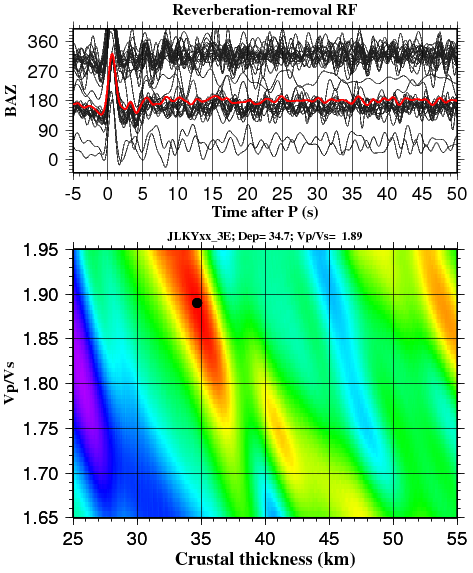 Reverberation-removal RF
BAZ
360
270
180
90
0
-5 0 5 10 15 20 25 30 35 40 45 50
Time after P (s)
JLKYxx_3E; Dep= 34.7; Vp/Vs= 1.89
Vp/Vs
1.95
1.90
1.85
1.80
1.75
1.70
1.65
25 30 35 40 45 50 55
Crustal thickness (km)